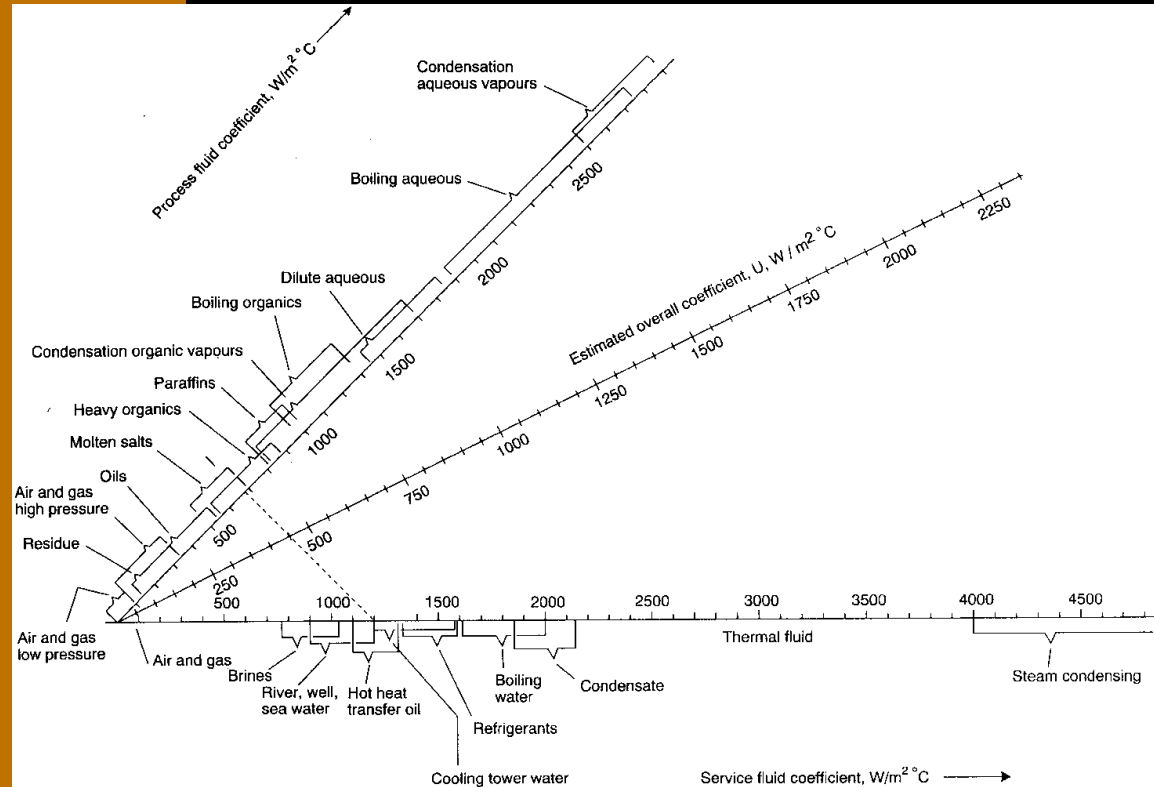 Process fluid coefficient, W/m² °C
Condensation
aqueous vapours
Boiling aqueous
Dilute aqueous
Boiling organics
Condensation organic vapours
Paraffins
Heavy organics
Molten salts
Oils
Air and gas
high pressure
Residue
Air and gas
low pressure
500
1000
1500
2000
2500
Estimated overall coefficient, U, W / m² °C
250
500
750
1000
1250
1500
1750
2000
2250
500
1000
1500
2000
2500
3000
3500
4000
4500
Thermal fluid
Air and gas
Brines
River, well,
sea water
Hot heat
transfer oil
Boiling
water
Condensate
Steam condensing
Refrigerants
Cooling tower water
Service fluid coefficient, W/m² °C